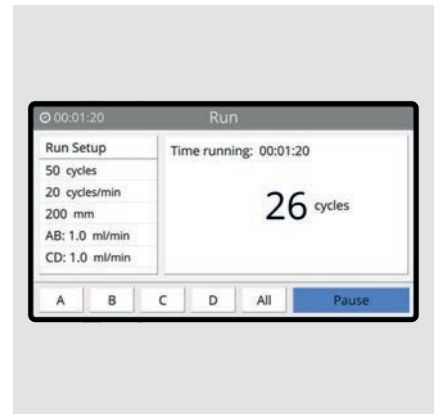 00:01:20 Run
Run Setup
50 cycles
20 cycles/min
200 mm
AB: 1.0 ml/min
CD: 1.0 ml/min
Time running: 00:01:20
26 cycles
A B C D All Pause